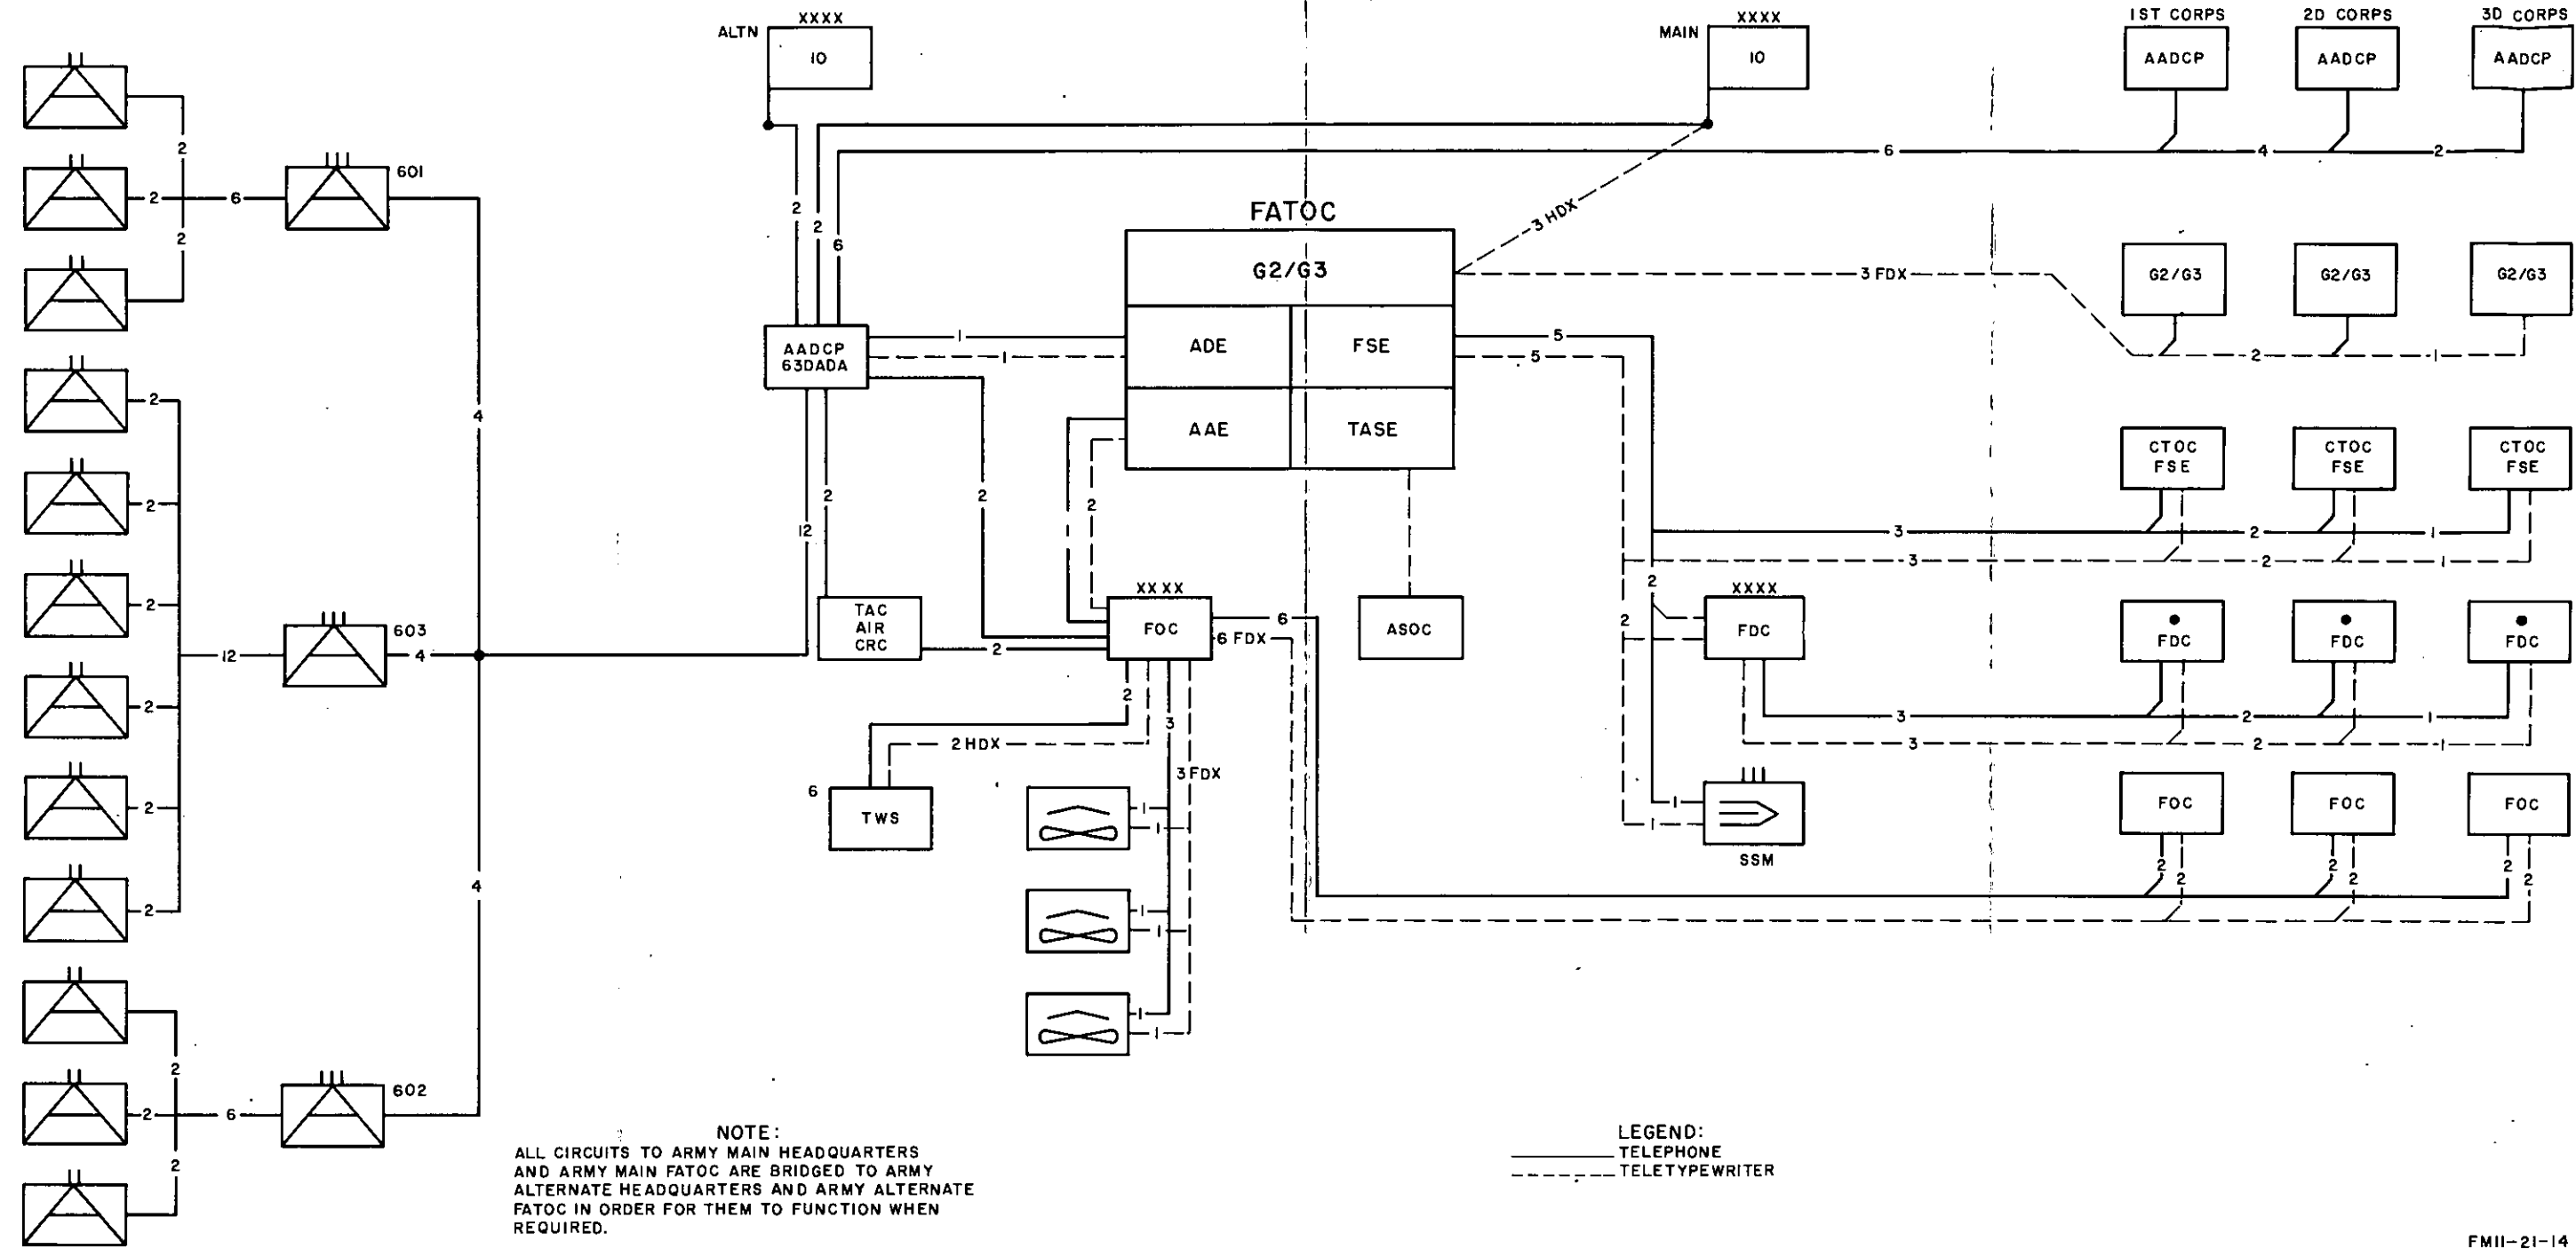 XXXX
ALTN
10
XXXX
MAIN
10
1ST CORPS
2D CORPS
3D CORPS
AADCP
AADCP
AADCP
6
4
2
2
2
6
601
2
2
2
6
3 HDX
FATOC
G2/G3
ADE
FSE
AAE
TASE
3 FDX
G2/G3
G2/G3
G2/G3
2
1
AADCP
63DADA
1
1
5
5
4
2
2
2
2
12
2
CTOC
FSE
CTOC
FSE
CTOC
FSE
3
2
1
3
2
1
2
2
2
2
2
2
12
603
4
TAC
AIR
CRC
2
XXXX
FOC
6
6 FDX
ASOC
2
2
XXXX
FDC
FDC
FDC
FDC
3
2
1
3
2
1
2
3
2 HDX
3 FDX
6
TWS
1
1
1
1
1
1
1
1
SSM
FOC
FOC
FOC
2
2
2
2
2
2
4
2
2
2
6
602
NOTE:
ALL CIRCUITS TO ARMY MAIN HEADQUARTERS
AND ARMY MAIN FATOC ARE BRIDGED TO ARMY
ALTERNATE HEADQUARTERS AND ARMY ALTERNATE
FATOC IN ORDER FOR THEM TO FUNCTION WHEN
REQUIRED.
LEGEND:
TELEPHONE
TELETYPEWRITER
FM11-21-14